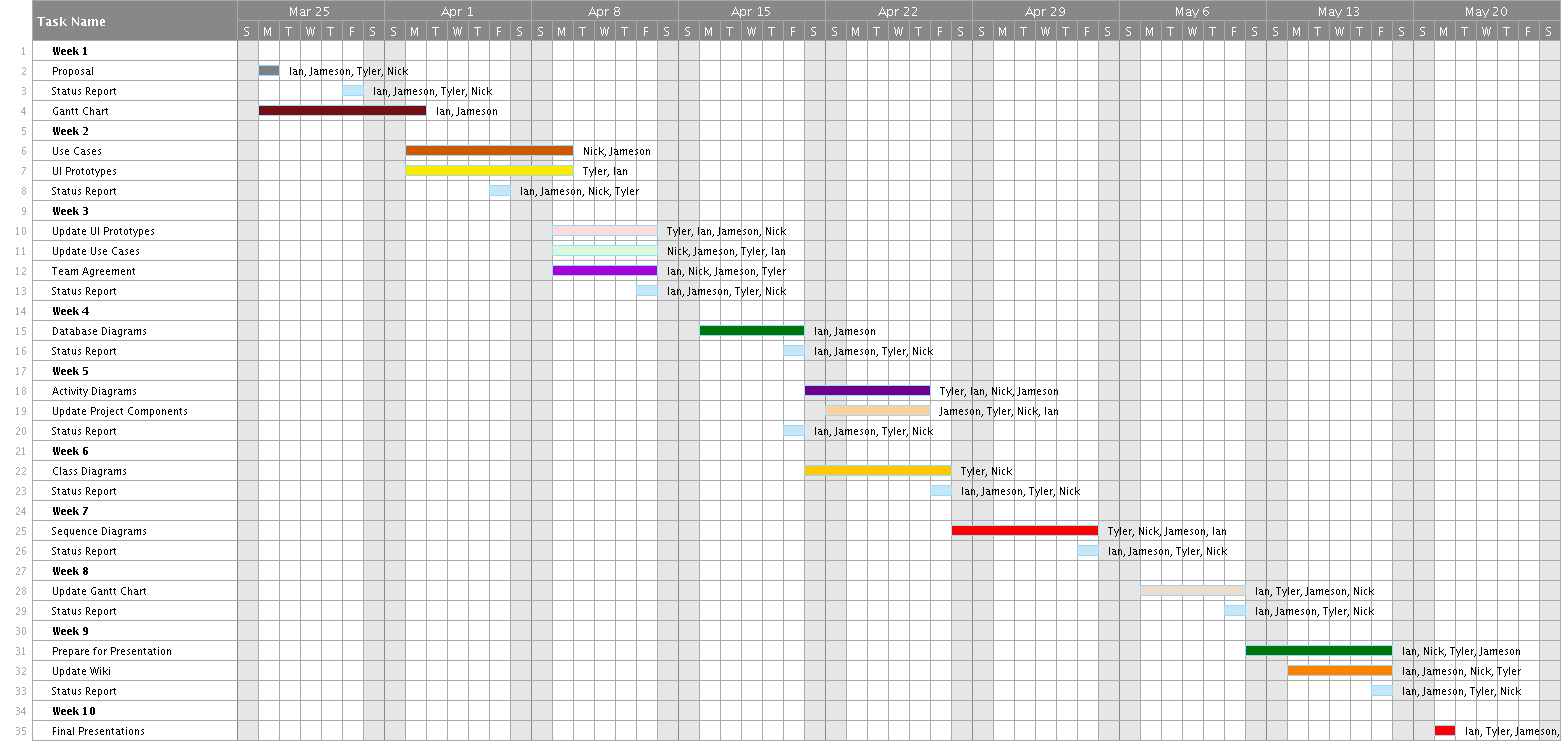 Task Name Mar 25 Apr 1 Apr 8 Apr 15 Apr 22 Apr 29 May 6 May 13 May 20
S M T W T F S S M T W T F S S M T W T F S S M T W T F S S M T W T F S S M T W T F S S M T W T F S S M T W T F S S M T W T F S
1 Week 1
2 Proposal Ian, Jameson, Tyler, Nick
3 Status Report Ian, Jameson, Tyler, Nick
4 Gantt Chart Ian, Jameson
5 Week 2
6 Use Cases Nick, Jameson
7 UI Prototypes Tyler, Ian
8 Status Report Ian, Jameson, Nick, Tyler
9 Week 3
10 Update UI Prototypes Tyler, Ian, Jameson, Nick
11 Update Use Cases Nick, Jameson, Tyler, Ian
12 Team Agreement Ian, Nick, Jameson, Tyler
13 Status Report Ian, Jameson, Tyler, Nick
14 Week 4
15 Database Diagrams Ian, Jameson
16 Status Report Ian, Jameson, Tyler, Nick
17 Week 5
18 Activity Diagrams Tyler, Ian, Nick, Jameson
19 Update Project Components Jameson, Tyler, Nick, Ian
20 Status Report Ian, Jameson, Tyler, Nick
21 Week 6
22 Class Diagrams Tyler, Nick
23 Status Report Ian, Jameson, Tyler, Nick
24 Week 7
25 Sequence Diagrams Tyler, Nick, Jameson, Ian
26 Status Report Ian, Jameson, Tyler, Nick
27 Week 8
28 Update Gantt Chart Ian, Tyler, Jameson, Nick
29 Status Report Ian, Jameson, Tyler, Nick
30 Week 9
31 Prepare for Presentation Ian, Nick, Tyler, Jameson
32 Update Wiki Ian, Jameson, Nick, Tyler
33 Status Report Ian, Jameson, Tyler, Nick
34 Week 10
35 Final Presentations Ian, Tyler, Jameson,